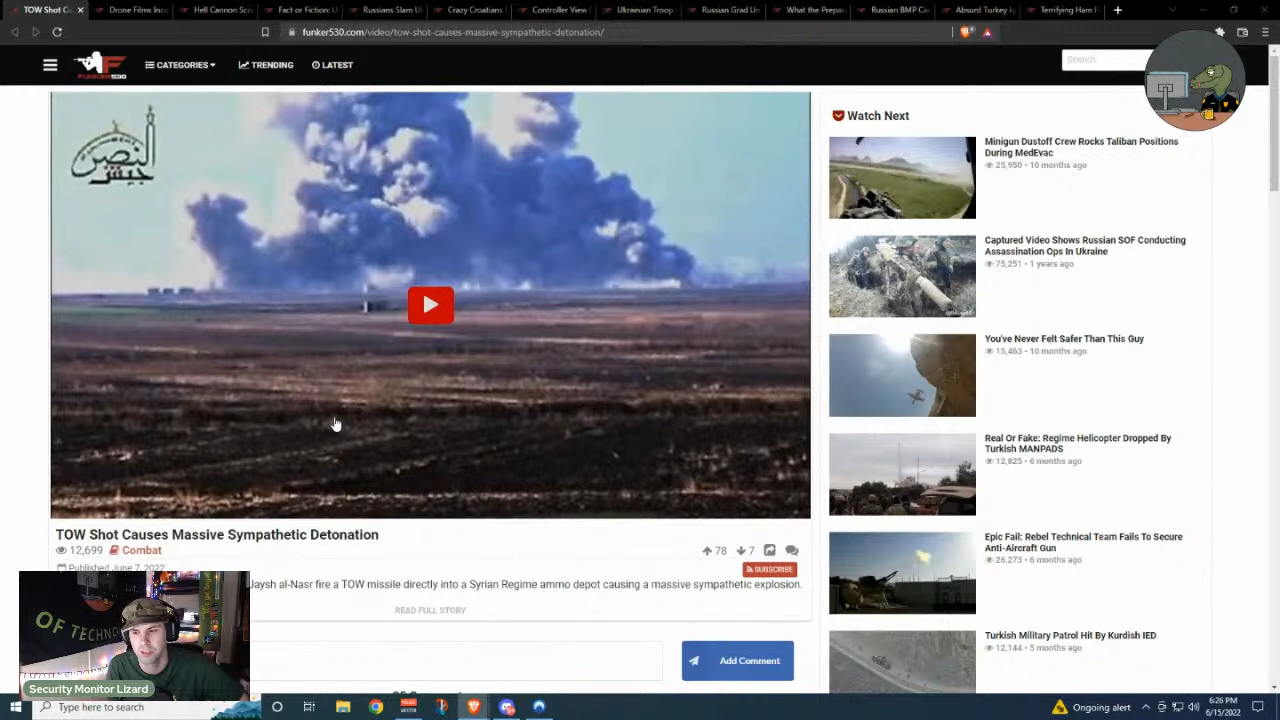 TOW Shot Ca
Drone Films Inco
Hell Cannon Sco
Fact or Fiction: U
Russians Slam U
Crazy Croatians
Controller View
Ukrainian Troop
Russian Grad Us
What the Prepar
Russian BMP Ce
Absurd Turkey
Terrifying Ham F
funker530.com/video/tow-shot-causes-massive-sympathetic-detonation/
FUNKER530
CATEGORIES
TRENDING
LATEST
Search.
جيش النصر
TOW Shot Causes Massive Sympathetic Detonation
12,699 Combat
78 7
Published June 7, 2022
SUBSCRIBE
Jaysh al-Nasr fire a TOW missile directly into a Syrian Regime ammo depot causing a massive sympathetic explosion.
READ FULL STORY
Add Comment
Watch Next
Minigun Dustoff Crew Rocks Taliban Positions
During MedEvac
25,950 • 10 months ago
Captured Video Shows Russian SOF Conducting
Assassination Ops In Ukraine
75,251 • 1 years ago
You've Never Felt Safer Than This Guy
15,463 • 10 months ago
Real Or Fake: Regime Helicopter Dropped By
Turkish MANPADS
12,825 • 6 months ago
Epic Fail: Rebel Technical Team Fails To Secure
Anti-Aircraft Gun
26,273 • 6 months ago
Turkish Military Patrol Hit By Kurdish IED
12,144 • 5 months ago
OF TECHNO
Security Monitor Lizard
Type here to search
Ongoing alert
6:26 PM
6/15/2022